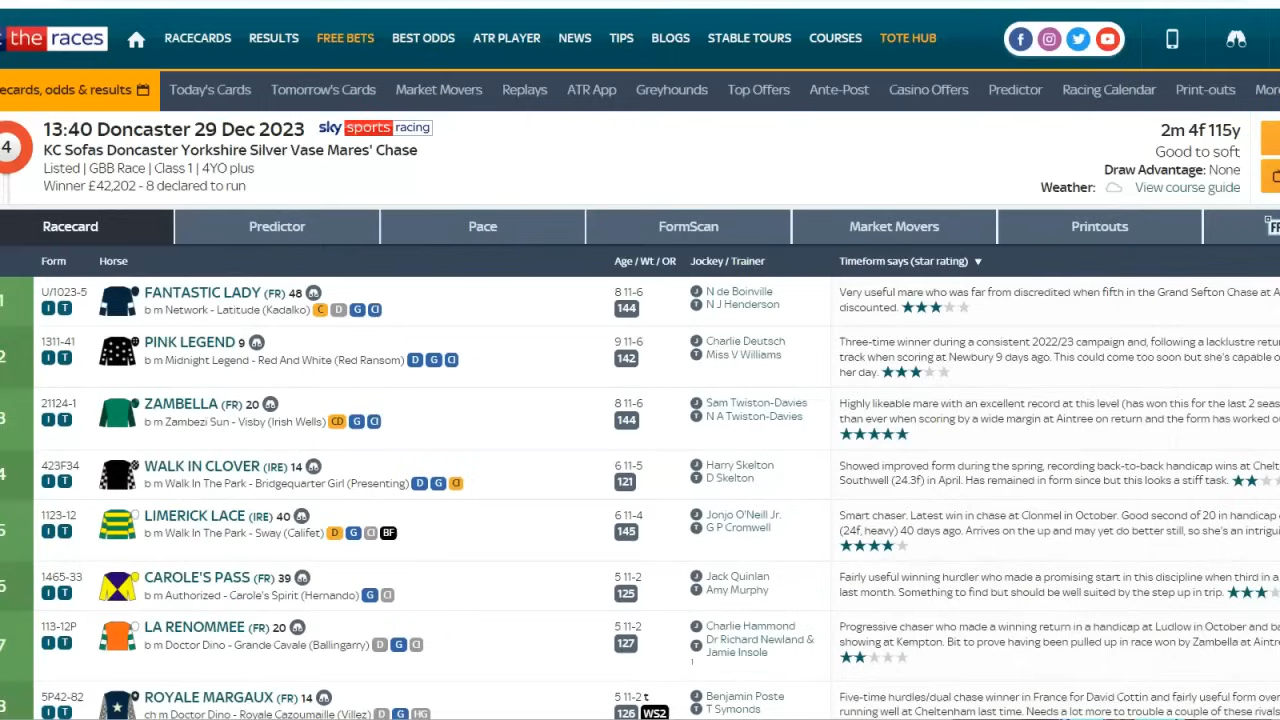 the races RACECARDS RESULTS FREE BETS BEST ODDS ATR PLAYER NEWS TIPS BLOGS STABLE TOURS COURSES TOTE HUB
ecards, odds & results Today's Cards Tomorrow's Cards Market Movers Replays ATR App Greyhounds Top Offers Ante-Post Casino Offers Predictor Racing Calendar Print-outs More
4
13:40 Doncaster 29 Dec 2023 sky sports racing
KC Sofas Doncaster Yorkshire Silver Vase Mares' Chase
Listed | GBB Race | Class 1 | 4YO plus
Winner £42,202 - 8 declared to run
2m 4f 115y
Good to soft
Draw Advantage: None
Weather: View course guide
Racecard Predictor Pace FormScan Market Movers Printouts
Form Horse Age / Wt / OR Jockey / Trainer Timeform says (star rating) ▼
1 U/1023-5 FANTASTIC LADY (FR) 48 8 11-6 J N de Boinville Very useful mare who was far from discredited when fifth in the Grand Sefton Chase at A
I T b m Network - Latitude (Kadalko) C D G Cl 144 T N J Henderson discounted.
2 1311-41 PINK LEGEND 9 9 11-6 J Charlie Deutsch Three-time winner during a consistent 2022/23 campaign and, following a lacklustre retu
I T b m Midnight Legend - Red And White (Red Ransom) D G Cl 142 T Miss V Williams track when scoring at Newbury 9 days ago. This could come too soon but she's capable o
her day.
3 21124-1 ZAMBELLA (FR) 20 8 11-6 J Sam Twiston-Davies Highly likeable mare with an excellent record at this level (has won this for the last 2 seas
I T b m Zambezi Sun - Visby (Irish Wells) CD G Cl 144 T N A Twiston-Davies than ever when scoring by a wide margin at Aintree on return and the form has worked o
4 423F34 WALK IN CLOVER (IRE) 14 6 11-5 J Harry Skelton Showed improved form during the spring, recording back-to-back handicap wins at Chelt
I T b m Walk In The Park - Bridgequarter Girl (Presenting) D G Cl 121 T D Skelton Southwell (24.3f) in April. Has remained in form since but this looks a stiff task.
5 1123-12 LIMERICK LACE (IRE) 40 6 11-4 J Jonjo O'Neill Jr. Smart chaser. Latest win in chase at Clonmel in October. Good second of 20 in handicap
I T b m Walk In The Park - Sway (Califet) D G Cl BF 145 T G P Cromwell (24f, heavy) 40 days ago. Arrives on the up and may yet do better still, so she's an intrigui
1465-33 CAROLE'S PASS (FR) 39 5 11-2 J Jack Quinlan Fairly useful winning hurdler who made a promising start in this discipline when third in a
I T b m Authorized - Carole's Spirit (Hernando) G Cl 125 T Amy Murphy last month. Something to find but should be well suited by the step up in trip.
7 113-12P LA RENOMMEE (FR) 20 5 11-2 J Charlie Hammond Progressive chaser who made a winning return in a handicap at Ludlow in October and ba
I T b m Doctor Dino - Grande Cavale (Ballingarry) D G Cl 127 T Dr Richard Newland & Jamie Insole showing at Kempton. Bit to prove having been pulled up in race won by Zambella at Aintre
1
8 5P42-82 ROYALE MARGAUX (FR) 14 5 11-2 t J Benjamin Poste Five-time hurdles/dual chase winner in France for David Cottin and fairly useful form over
I T ch m Doctor Dino - Royale Cazoumaille (Villez) D G HG 126 WS2 T T Symonds running well at Cheltenham last time. Needs a lot more to trouble a couple of these rivals